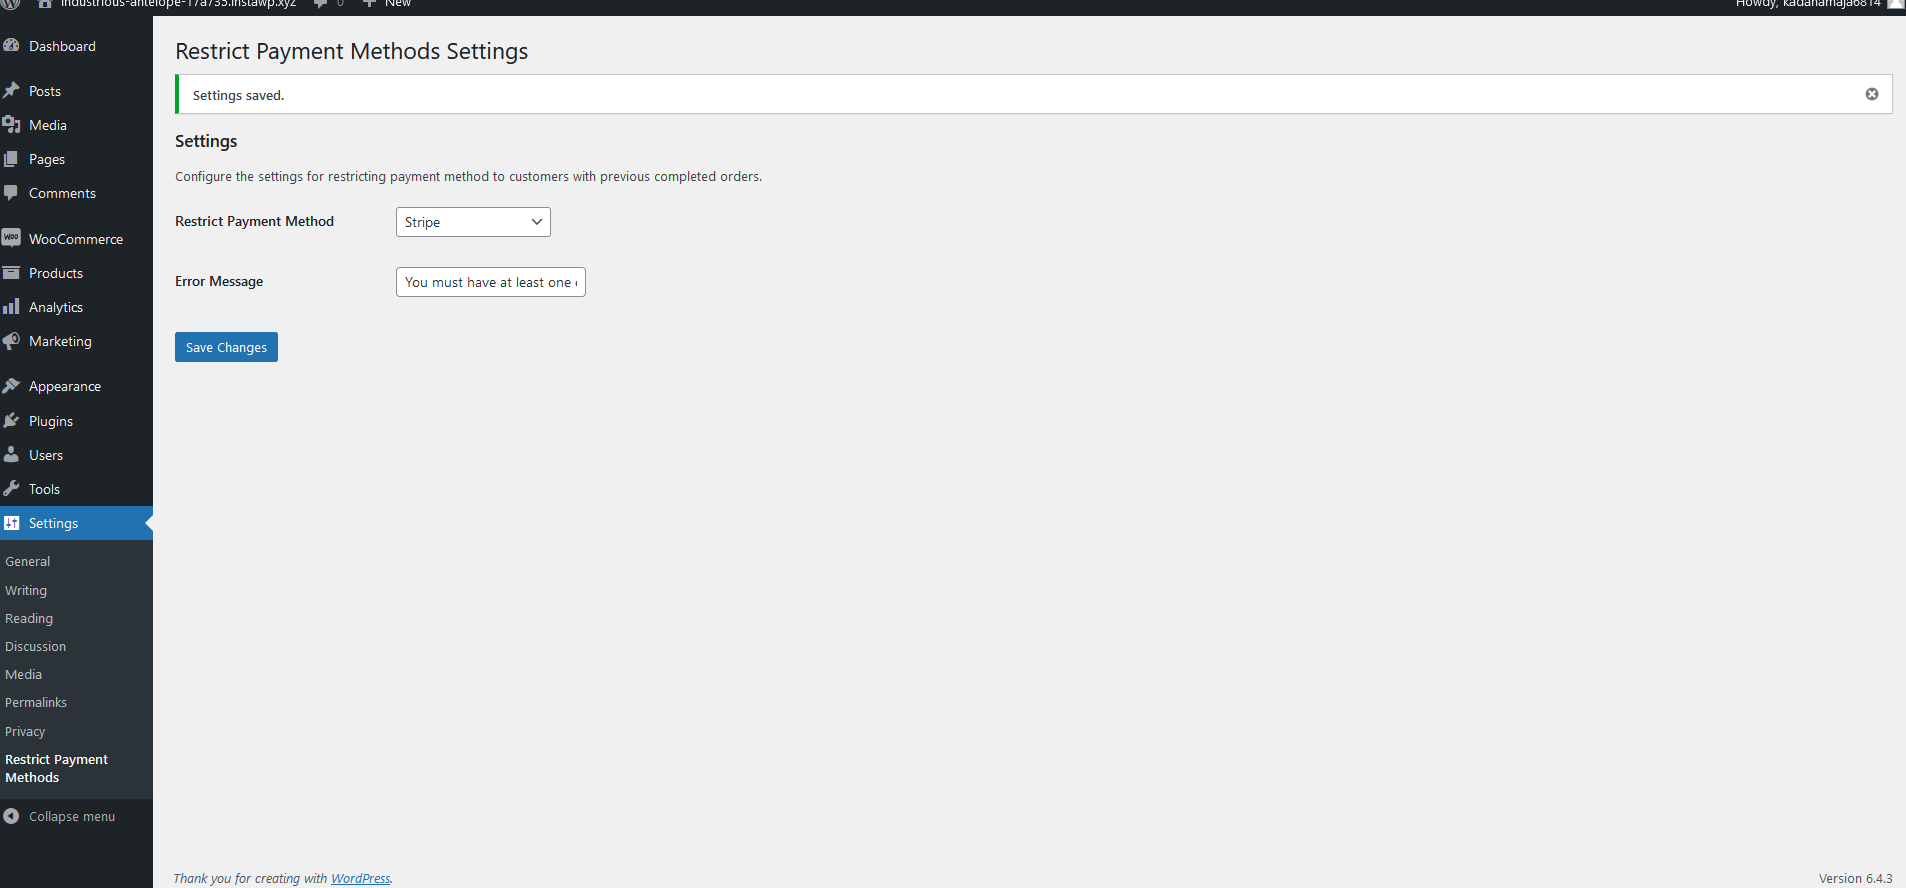 industrious-antelope-17a735.instawp.xyz 0 New
Howdy, kadanamaja6814
Dashboard
Posts
Media
Pages
Comments
WooCommerce
Products
Analytics
Marketing
Appearance
Plugins
Users
Tools
Settings
General
Writing
Reading
Discussion
Media
Permalinks
Privacy
Restrict Payment
Methods
Collapse menu
Restrict Payment Methods Settings
Settings saved.
Settings
Configure the settings for restricting payment method to customers with previous completed orders.
Restrict Payment Method
Stripe
Error Message
You must have at least one
Save Changes
Thank you for creating with WordPress.
Version 6.4.3